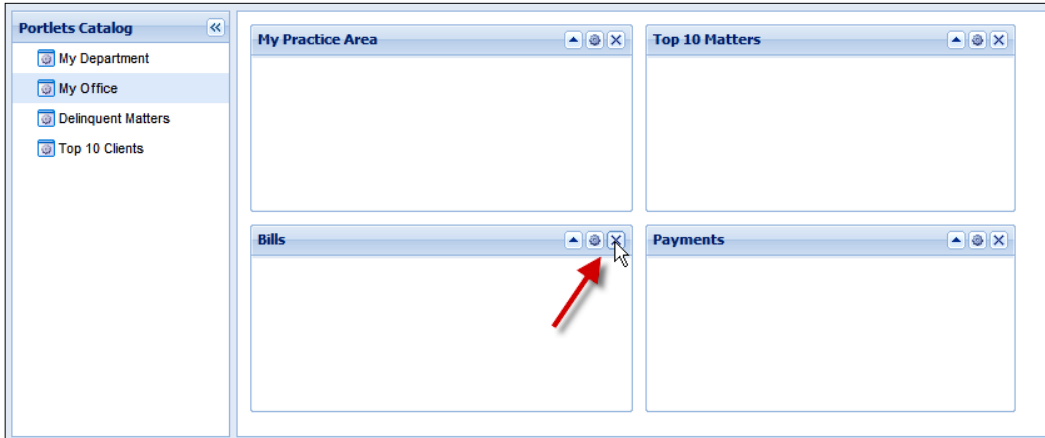 Portlets Catalog
My Department
My Office
Delinquent Matters
Top 10 Clients
My Practice Area
Top 10 Matters
Bills
Payments